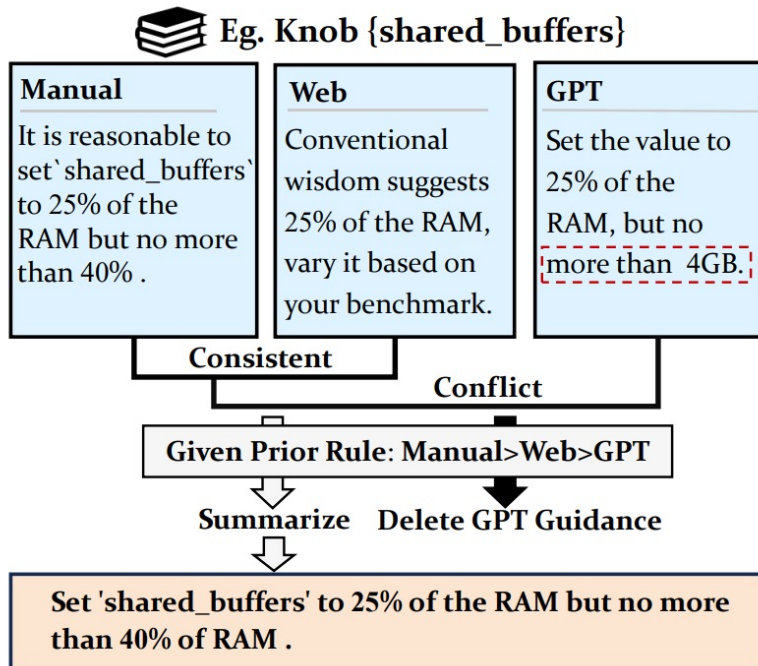 Eg. Knob {shared_buffers}
Manual
It is reasonable to
set`shared_buffers`
to 25% of the
RAM but no more
than 40% .
Web
Conventional
wisdom suggests
25% of the RAM,
vary it based on
your benchmark.
GPT
Set the value to
25% of the
RAM, but no
more than 4GB.
Consistent
Conflict
Given Prior Rule: Manual>Web>GPT
Summarize
Delete GPT Guidance
Set 'shared_buffers' to 25% of the RAM but no more
than 40% of RAM .